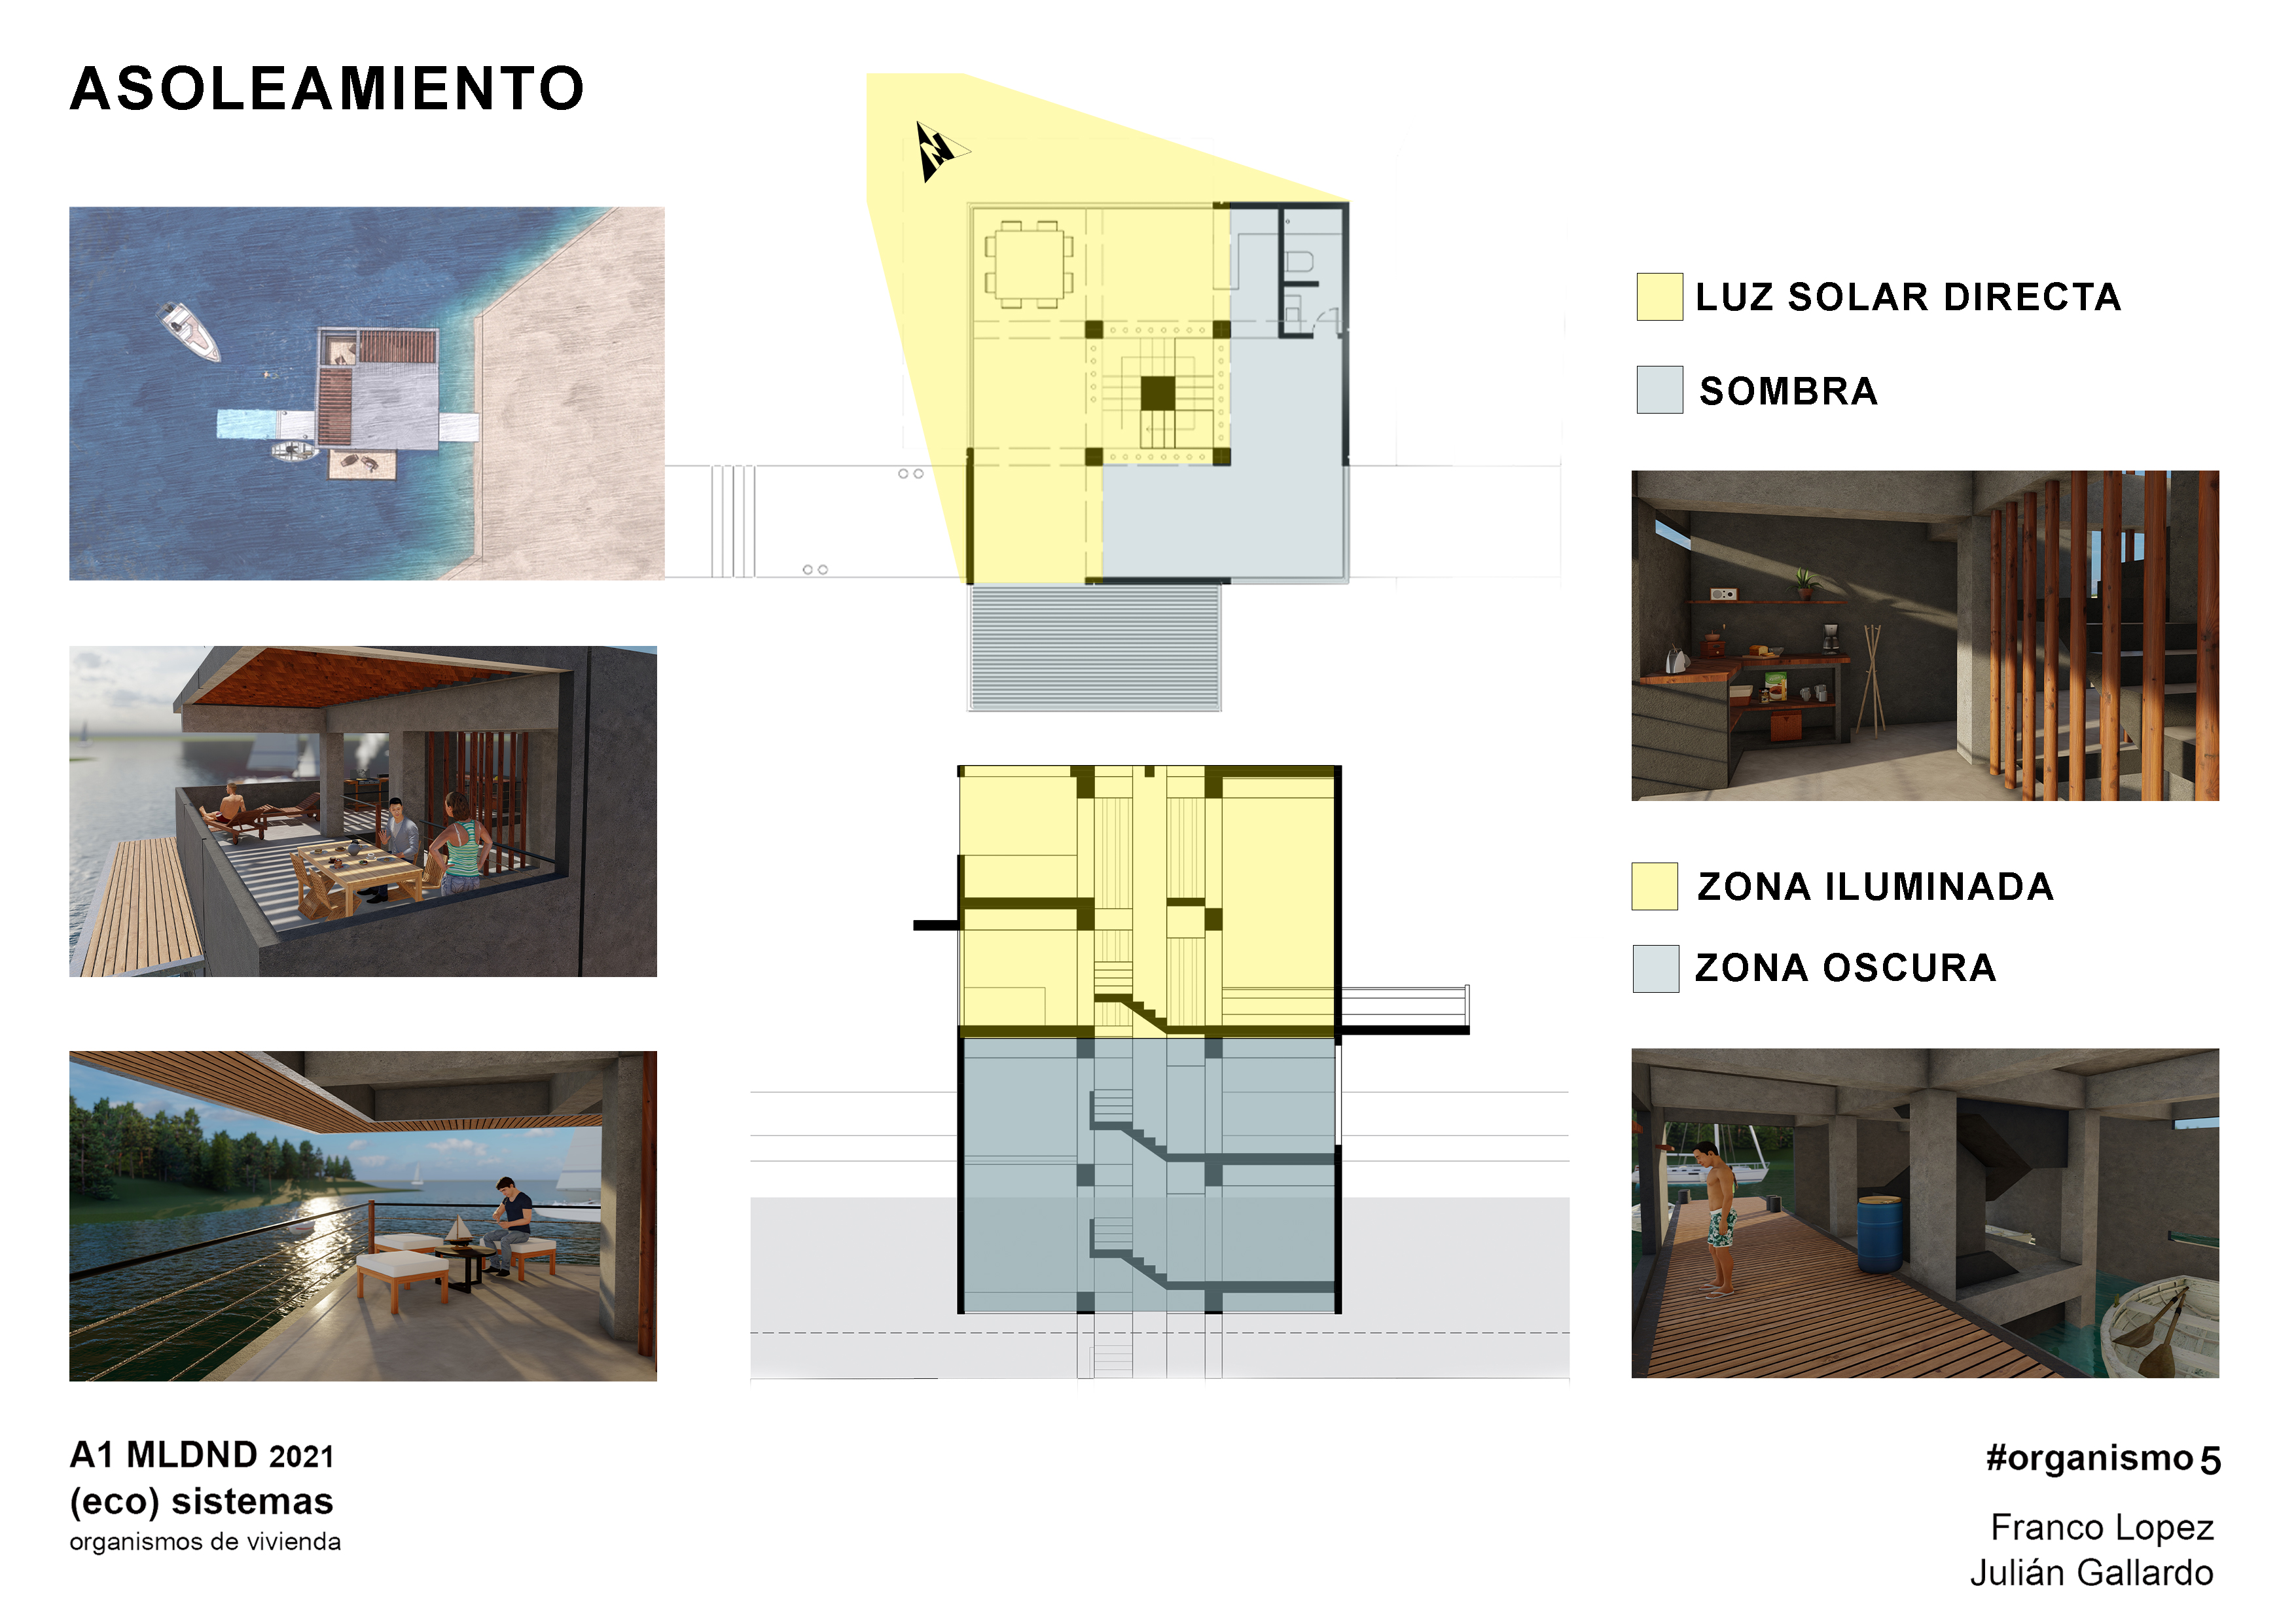 ASOLEAMIENTO
N
LUZ SOLAR DIRECTA
SOMBRA
ZONA ILUMINADA
ZONA OSCURA
A1 MLDND 2021
(eco) sistemas
organismos de vivienda
#organismo 5
Franco Lopez
Julián Gallardo